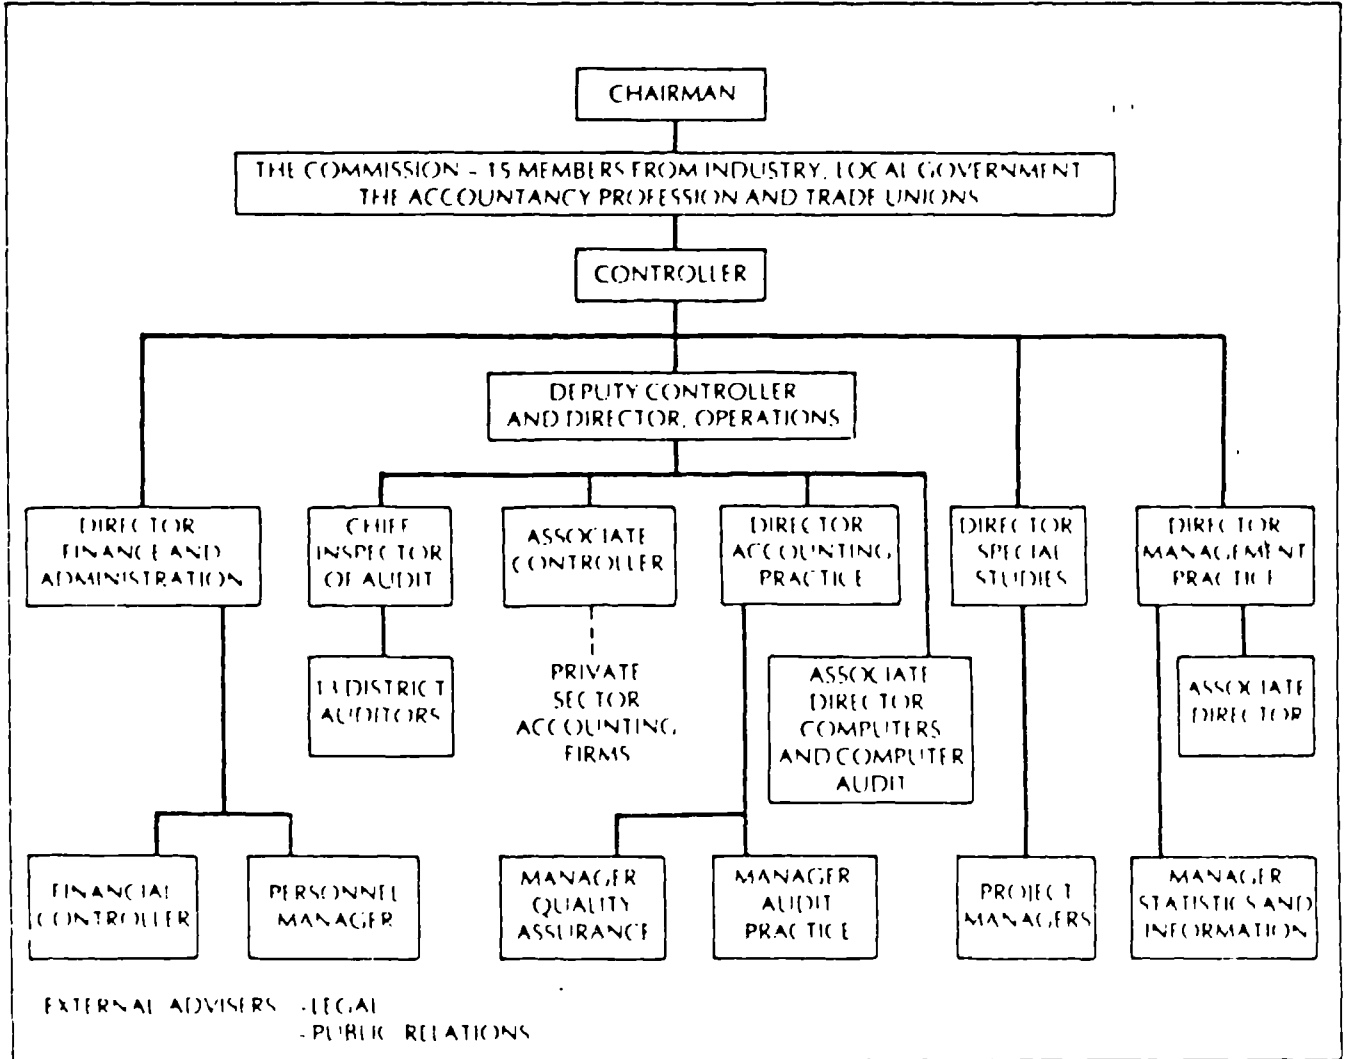 CHAIRMAN
THE COMMISSION - 15 MEMBERS FROM INDUSTRY, LOCAL GOVERNMENT
THE ACCOUNTANCY PROFESSION AND TRADE UNIONS
CONTROLLER
DEPUTY CONTROLLER
AND DIRECTOR, OPERATIONS
DIRECTOR
FINANCE AND
ADMINISTRATION
CHIEF
INSPECTOR
OF AUDIT
ASSOCIATE
CONTROLLER
DIRECTOR
ACCOUNTING
PRACTICE
DIRECTOR
SPECIAL
STUDIES
DIRECTOR
MANAGEMENT
PRACTICE
13 DISTRICT
AUDITORS
PRIVATE
SECTOR
ACCOUNTING
FIRMS
ASSOCIATE
DIRECTOR
COMPUTERS
AND COMPUTER
AUDIT
ASSOCIATE
DIRECTOR
FINANCIAL
CONTROLLER
PERSONNEL
MANAGER
MANAGER
QUALITY
ASSURANCE
MANAGER
AUDIT
PRACTICE
PROJECT
MANAGERS
MANAGER
STATISTICS AND
INFORMATION
EXTERNAL ADVISERS - LEGAL
- PUBLIC RELATIONS